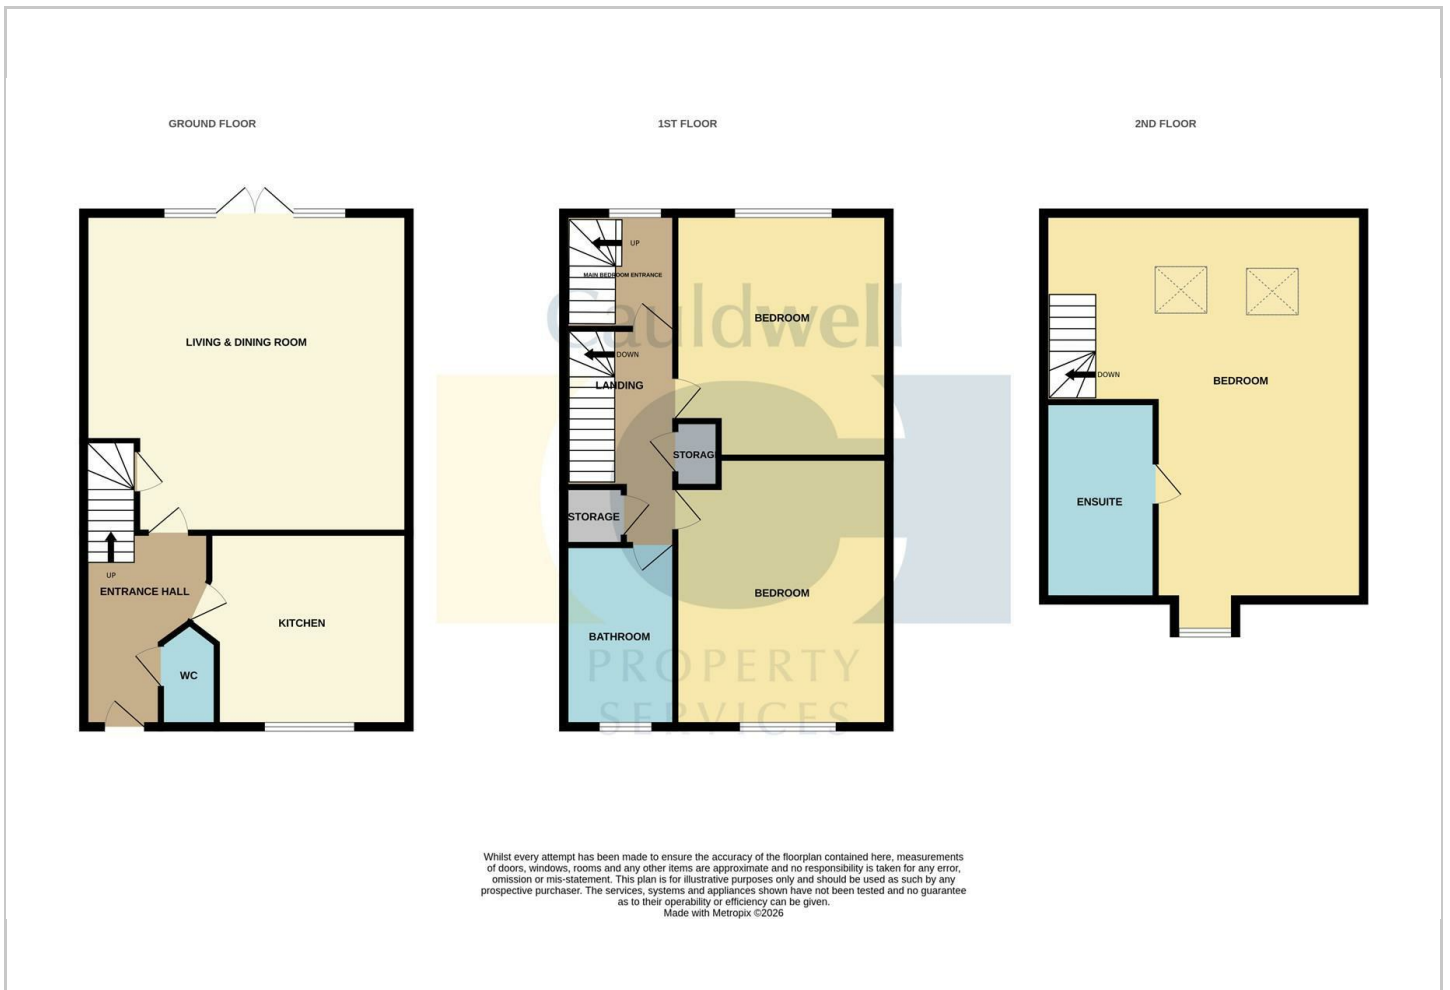 GROUND FLOOR
LIVING & DINING ROOM
UP
ENTRANCE HALL
KITCHEN
WC
1ST FLOOR
UP
MAIN BEDROOM ENTRANCE
BEDROOM
DOWN
LANDING
STORAGE
STORAGE
BEDROOM
BATHROOM
Cauldwell
C
PROPERTY
SERVICES
2ND FLOOR
DOWN
BEDROOM
ENSUITE
Whilst every attempt has been made to ensure the accuracy of the floorplan contained here, measurements
of doors, windows, rooms and any other items are approximate and no responsibility is taken for any error,
omission or mis-statement. This plan is for illustrative purposes only and should be used as such by any
prospective purchaser. The services, systems and appliances shown have not been tested and no guarantee
as to their operability or efficiency can be given.
Made with Metropix ©2026